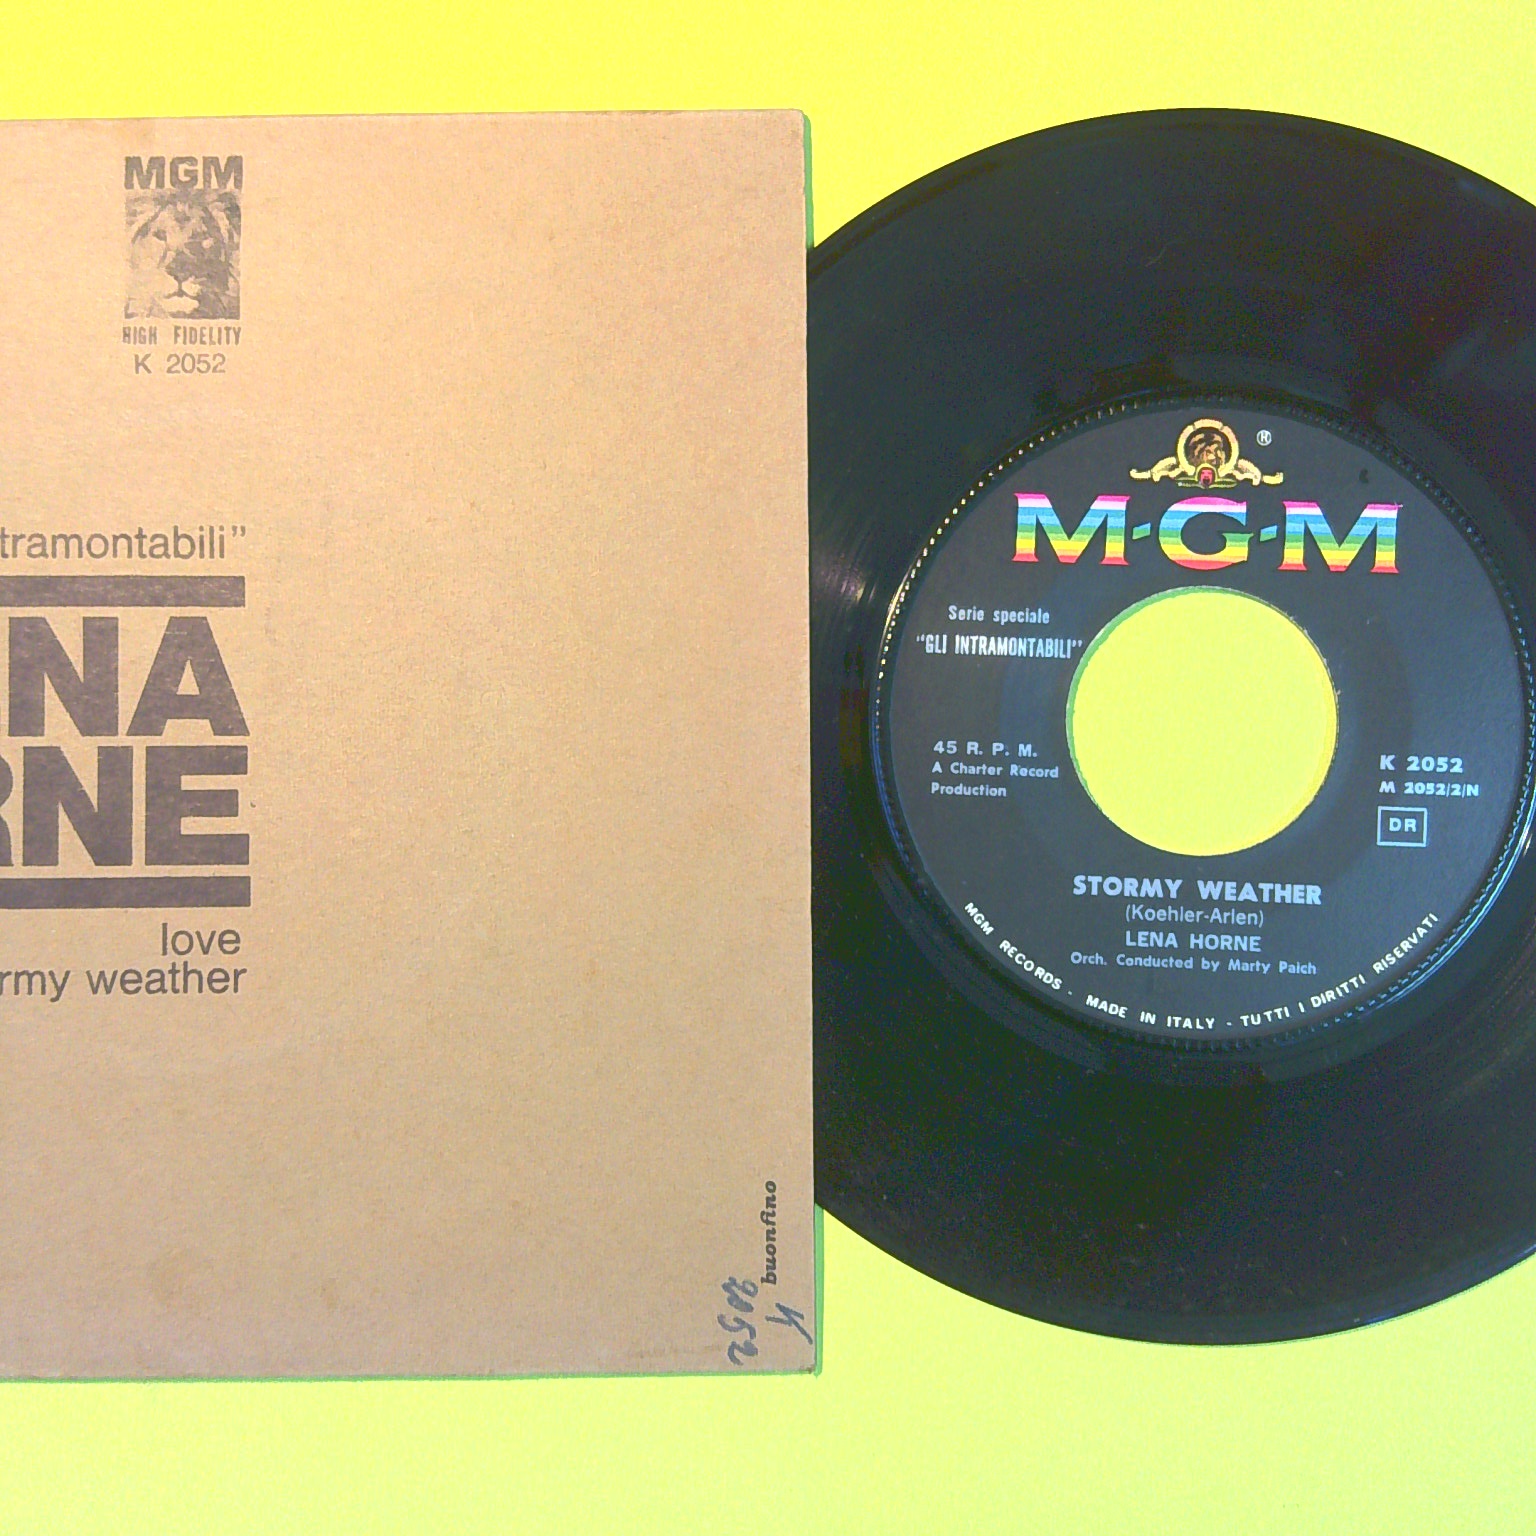 MGM
HIGH FIDELITY
K 2052
tramontabili”
NA
RNE
love
rmy weather
buonfino
K
2052
®
M·G·M
Serie speciale
“GLI INTRAMONTABILI”
45 R. P. M.
A Charter Record
Production
K 2052
M 2052/2/N
DR
STORMY WEATHER
(Koehler-Arlen)
LENA HORNE
Orch. Conducted by Marty Paich
MGM RECORDS - MADE IN ITALY - TUTTI I DIRITTI RISERVATI